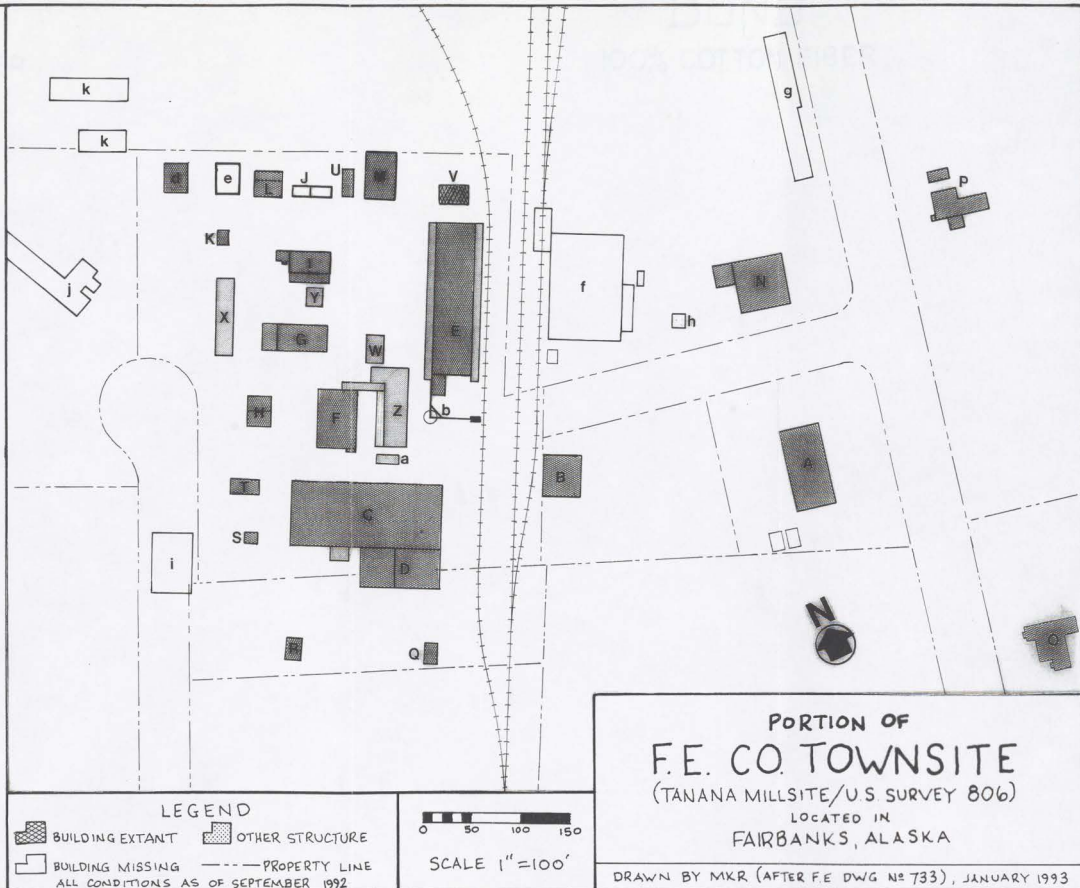 g
k
k
V
U
J
d
e
L
M
p
K
I
N
Y
f
h
j
X
E
G
W
H
F
Z
b
a
A
B
T
C
S
i
D
N
R
Q
O
PORTION OF
F.E. CO. TOWNSITE
(TANANA MILLSITE/U.S. SURVEY 806)
LOCATED IN
FAIRBANKS, ALASKA
DRAWN BY MKR (AFTER F.E DWG Nº 733), JANUARY 1993
LEGEND
BUILDING EXTANT OTHER STRUCTURE
BUILDING MISSING PROPERTY LINE
ALL CONDITIONS AS OF SEPTEMBER 1992
0 50 100 150
SCALE 1"=100'